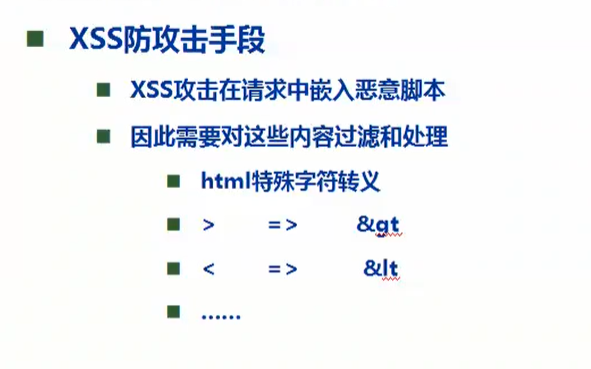 XSS防攻击手段
XSS攻击在请求中嵌入恶意脚本
因此需要对这些内容过滤和处理
html特殊字符转义
> => &gt
< => &lt
……